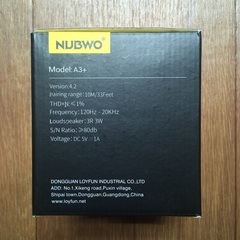 NUBWO
Model: A3+
Version 4.2
Pairing range: 10M/33Feet
THD+N: ≤ 1%
Frequency: 120Hz - 20KHz
Loudspeaker: 3R 3W
S/N Ratio: ≥80db
Voltage: DC 5V - 1A
DONGGUAN LOYFUN INDUSTRIAL CO.,LTD
ADD: No.1,Xikeng road,Puxin village,
Shipai town,Dongguan,Guangdong,China
www.loyfun.net